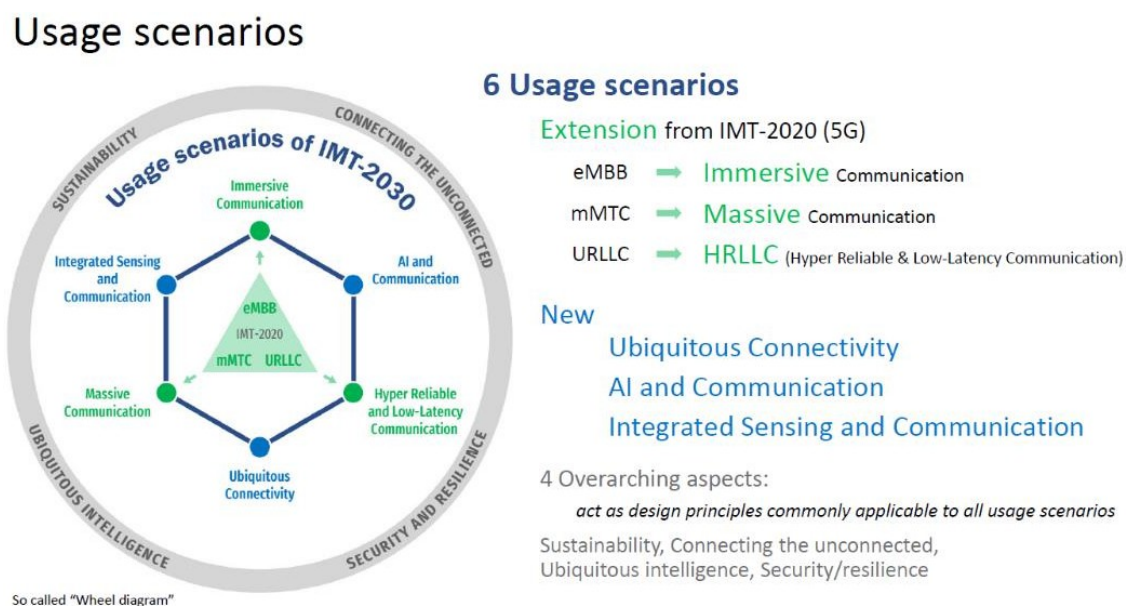 Usage scenarios
SUSTAINABILITY
CONNECTING THE UNCONNECTED
UBIQUITOUS INTELLIGENCE
SECURITY AND RESILIENCE
Usage scenarios of IMT-2030
Immersive
Communication
Integrated Sensing
and
Communication
AI and
Communication
eMBB
IMT-2020
mMTC URLLC
Massive
Communication
Hyper Reliable
and Low-Latency
Communication
Ubiquitous
Connectivity
So called “Wheel diagram”
6 Usage scenarios
Extension from IMT-2020 (5G)
eMBB ➡ Immersive Communication
mMTC ➡ Massive Communication
URLLC ➡ HRLLC (Hyper Reliable & Low-Latency Communication)
New
Ubiquitous Connectivity
AI and Communication
Integrated Sensing and Communication
4 Overarching aspects:
act as design principles commonly applicable to all usage scenarios
Sustainability, Connecting the unconnected,
Ubiquitous intelligence, Security/resilience